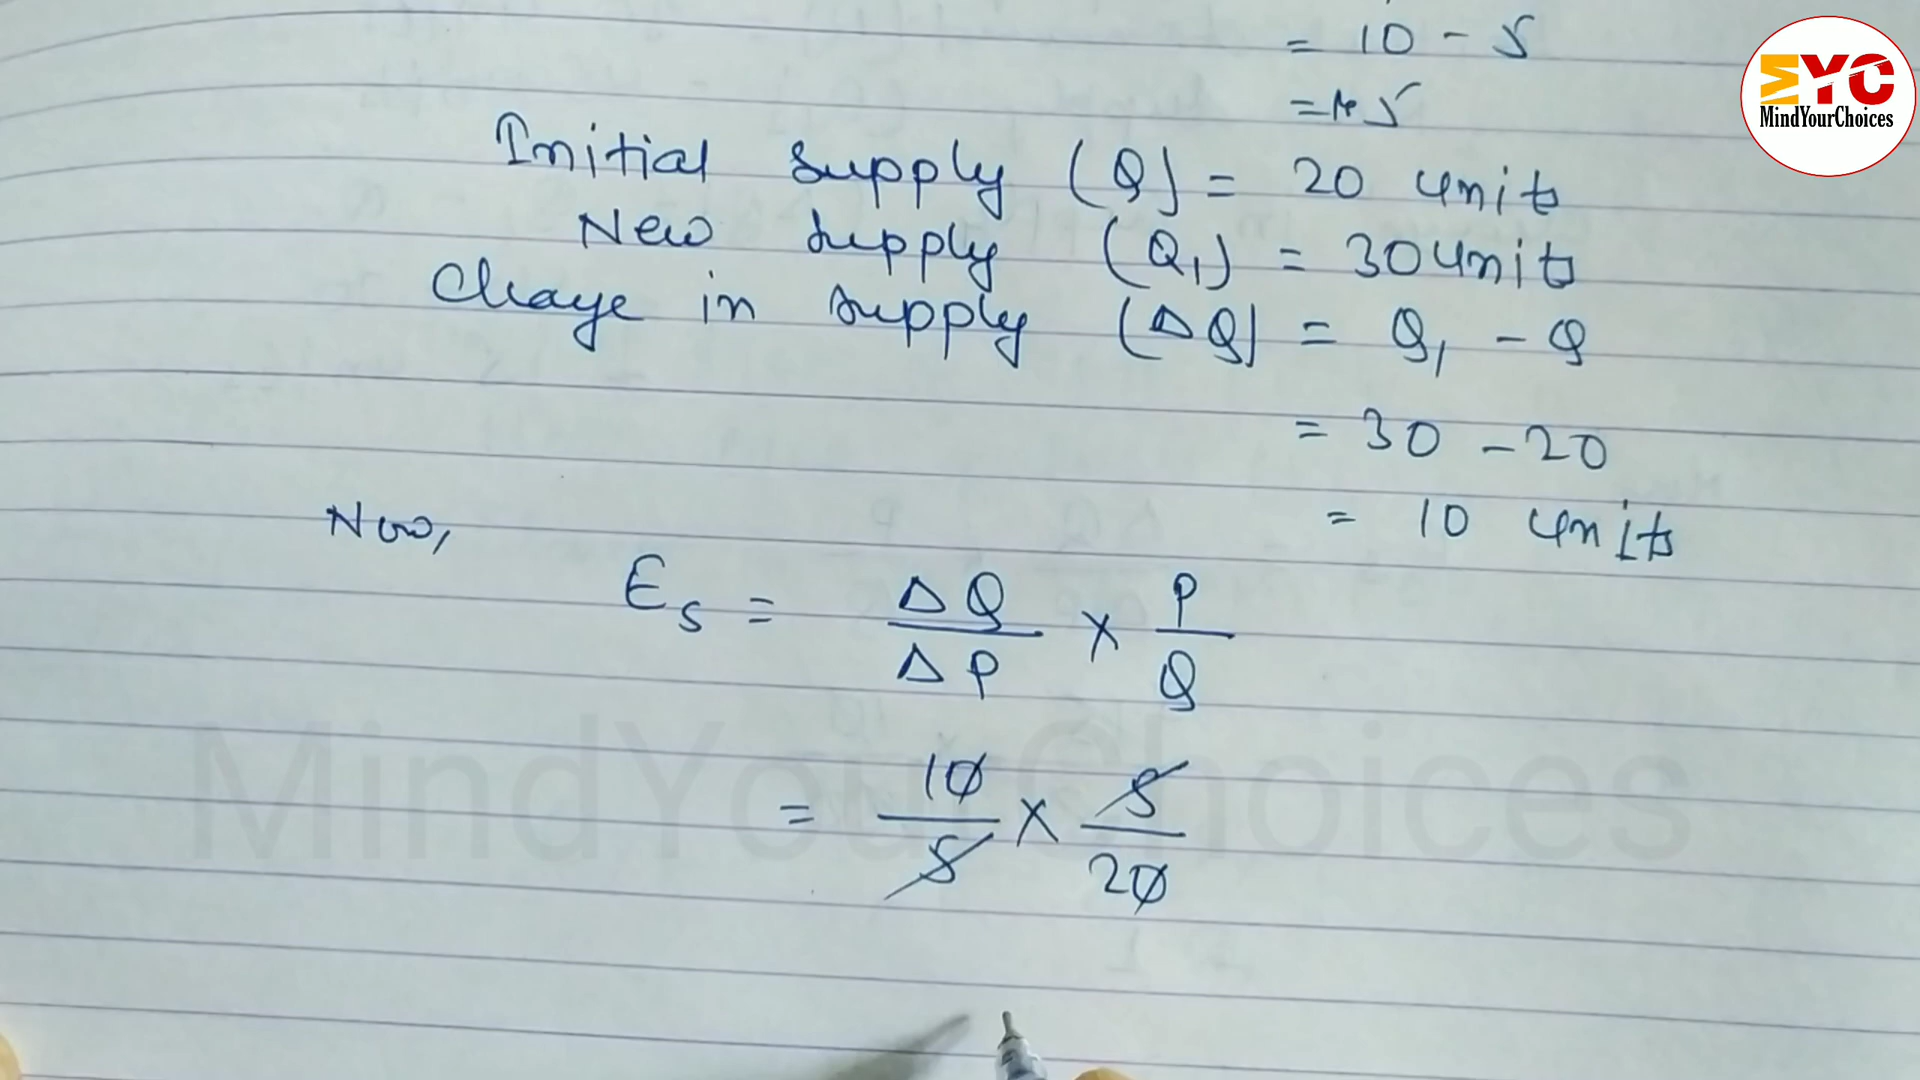 = 10 - 5
= 5
MYC
MindYourChoices
Initial supply (Q) = 20 units
New supply (Q₁) = 30 units
Change in supply (ΔQ) = Q₁ - Q
= 30 - 20
= 10 units
Now,
Es = ΔQ/ΔP × P/Q
= 10/5 × 5/20
MindYourChoices